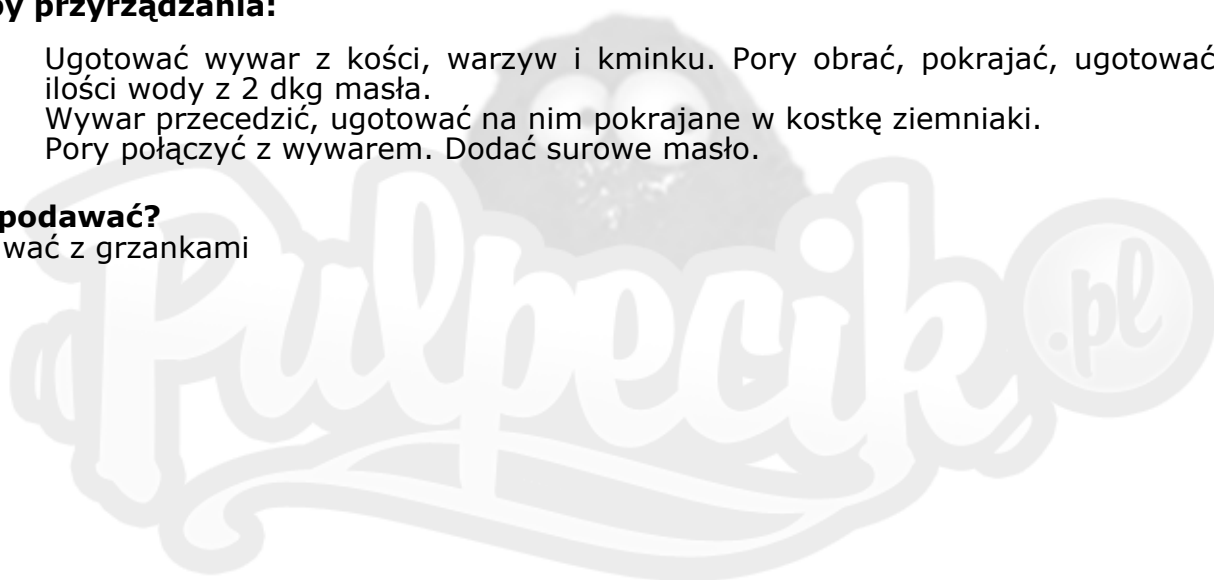 by przyrządzania:
Ugotować wywar z kości, warzyw i kminku. Pory obrać, pokrajać, ugotować
ilości wody z 2 dkg masła.
Wywar przecedzić, ugotować na nim pokrajane w kostkę ziemniaki.
Pory połączyć z wywarem. Dodać surowe masło.
podawać?
wać z grzankami
Pulpecik.pl